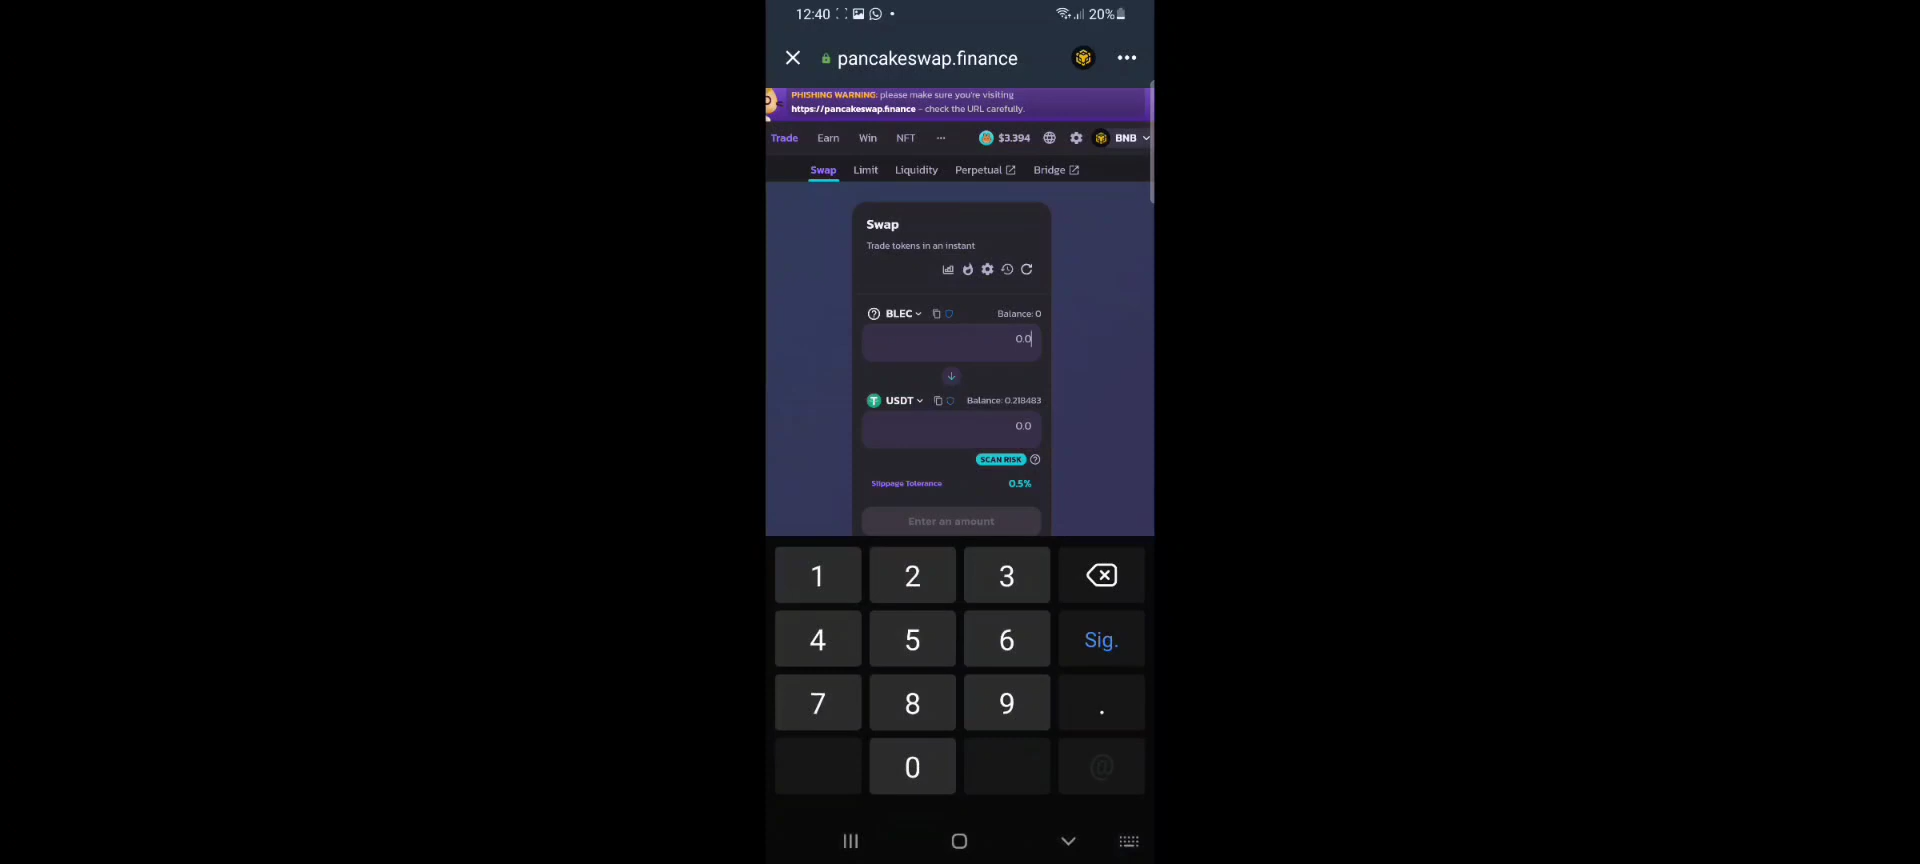 12:40 20%
pancakeswap.finance
PHISHING WARNING: please make sure you're visiting
https://pancakeswap.finance - check the URL carefully.
Trade Earn Win NFT $3.394 BNB
Swap Limit Liquidity Perpetual Bridge
Swap
Trade tokens in an instant
BLEC Balance: 0
0.0
USDT Balance: 0.218483
0.0
SCAN RISK
Slippage Tolerance 0.5%
Enter an amount
1 2 3
4 5 6 Sig.
7 8 9 .
0 @